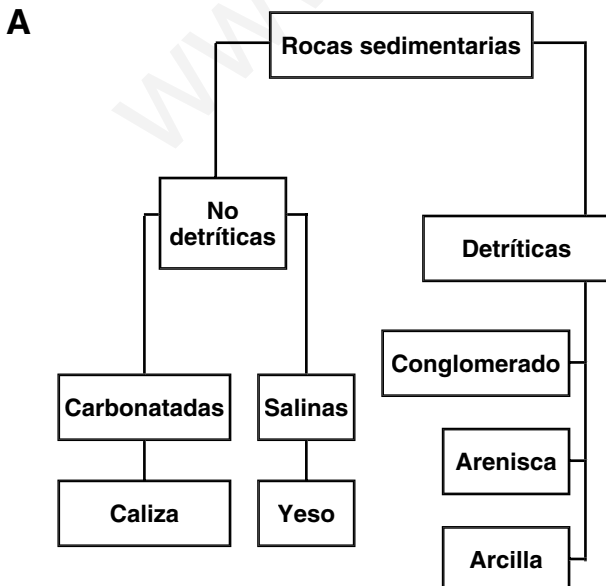 A
Rocas sedimentarias
No
detríticas
Detríticas
Conglomerado
Carbonatadas
Salinas
Arenisca
Caliza
Yeso
Arcilla